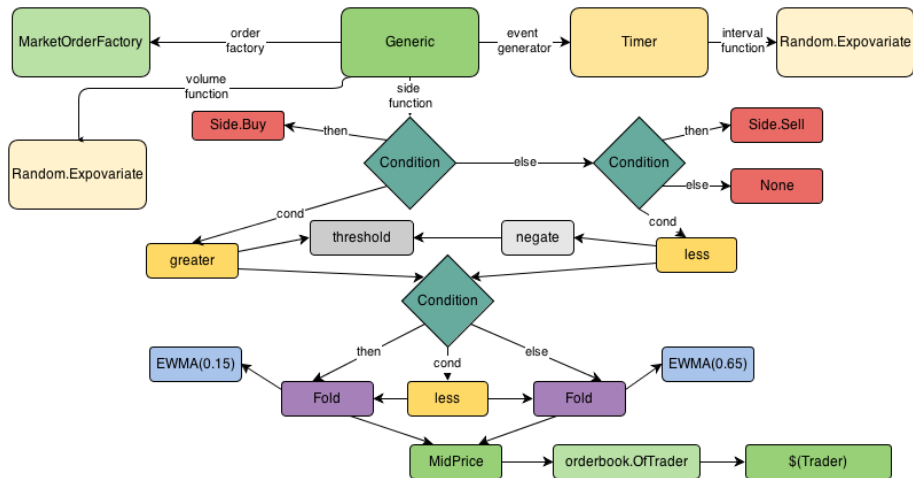 MarketOrderFactory
order
factory
Generic
event
generator
Timer
interval
function
Random.Expovariate
volume
function
side
function
Side.Buy
then
Condition
else
Condition
then
Side.Sell
else
None
Random.Expovariate
cond
cond
greater
threshold
negate
less
Condition
then
cond
else
EWMA(0.15)
EWMA(0.65)
Fold
less
Fold
MidPrice
orderbook.OfTrader
$(Trader)